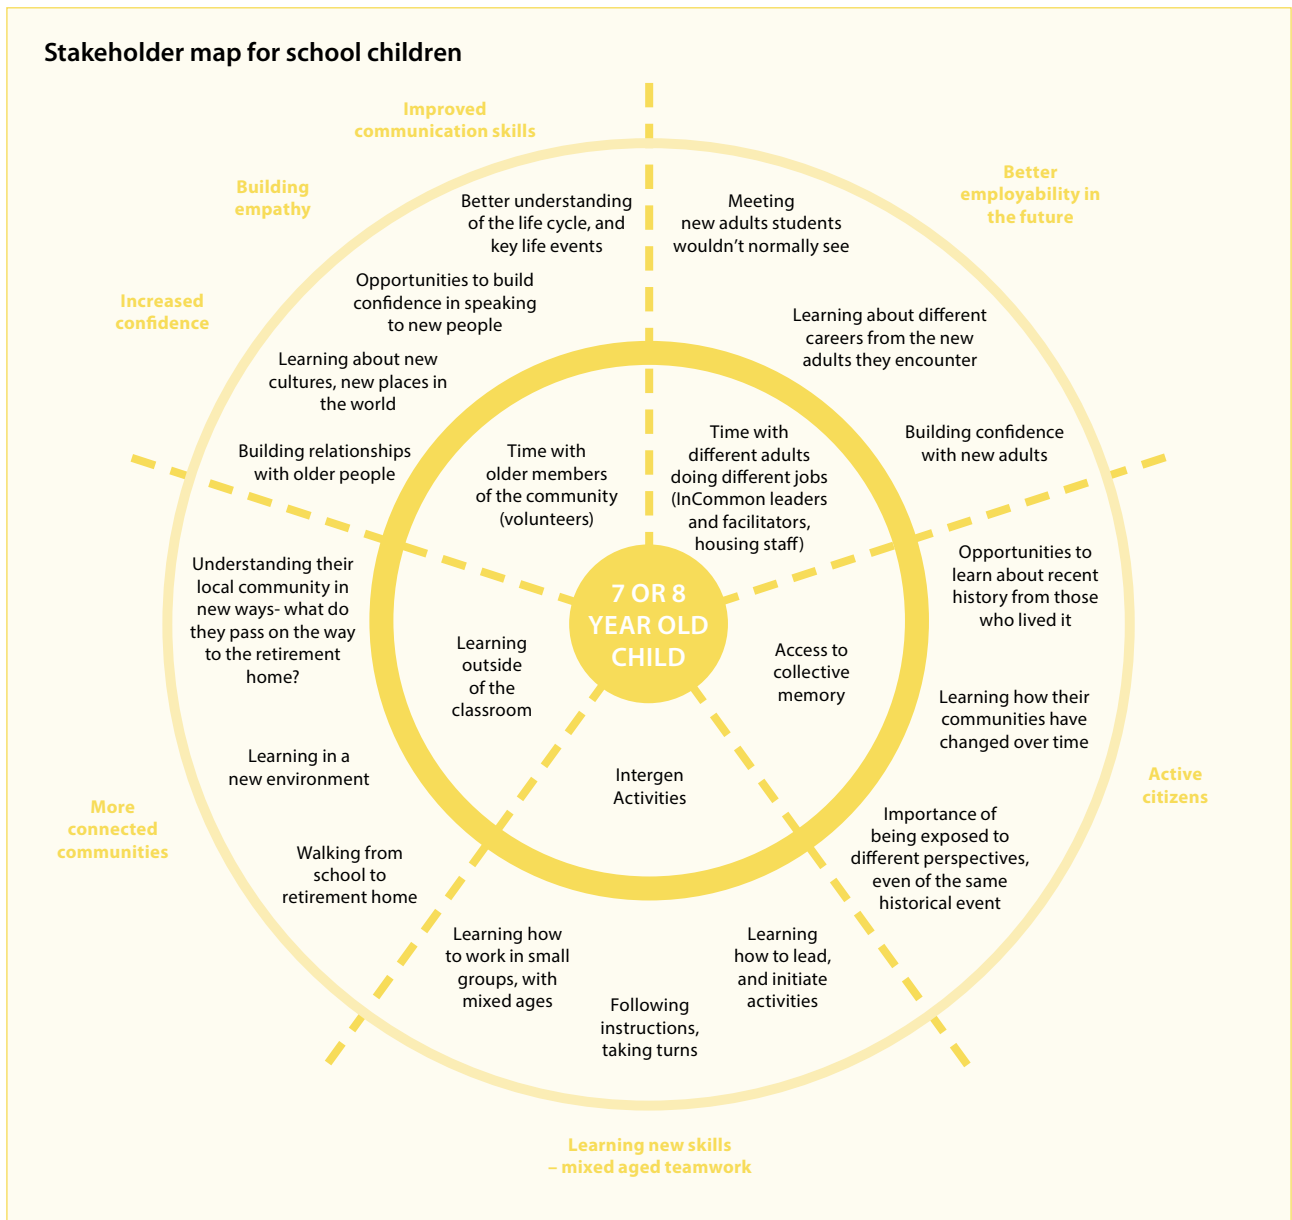 Stakeholder map for school children
Improved
communication skills
Building
empathy
Increased
confidence
Better understanding
of the life cycle, and
key life events
Opportunities to build
confidence in speaking
to new people
Learning about new
cultures, new places in
the world
Building relationships
with older people
Time with
older members
of the community
(volunteers)
Better
employability in
the future
Meeting
new adults students
wouldn’t normally see
Learning about different
careers from the new
adults they encounter
Building confidence
with new adults
Time with
different adults
doing different jobs
(InCommon leaders
and facilitators,
housing staff)
7 OR 8
YEAR OLD
CHILD
Access to
collective
memory
Opportunities to
learn about recent
history from those
who lived it
Learning how their
communities have
changed over time
Importance of
being exposed to
different perspectives,
even of the same
historical event
Active
citizens
Understanding their
local community in
new ways- what do
they pass on the way
to the retirement
home?
Learning
outside
of the
classroom
Learning in a
new environment
Walking from
school to
retirement home
More
connected
communities
Intergen
Activities
Learning how
to work in small
groups, with
mixed ages
Following
instructions,
taking turns
Learning
how to lead,
and initiate
activities
Learning new skills
– mixed aged teamwork